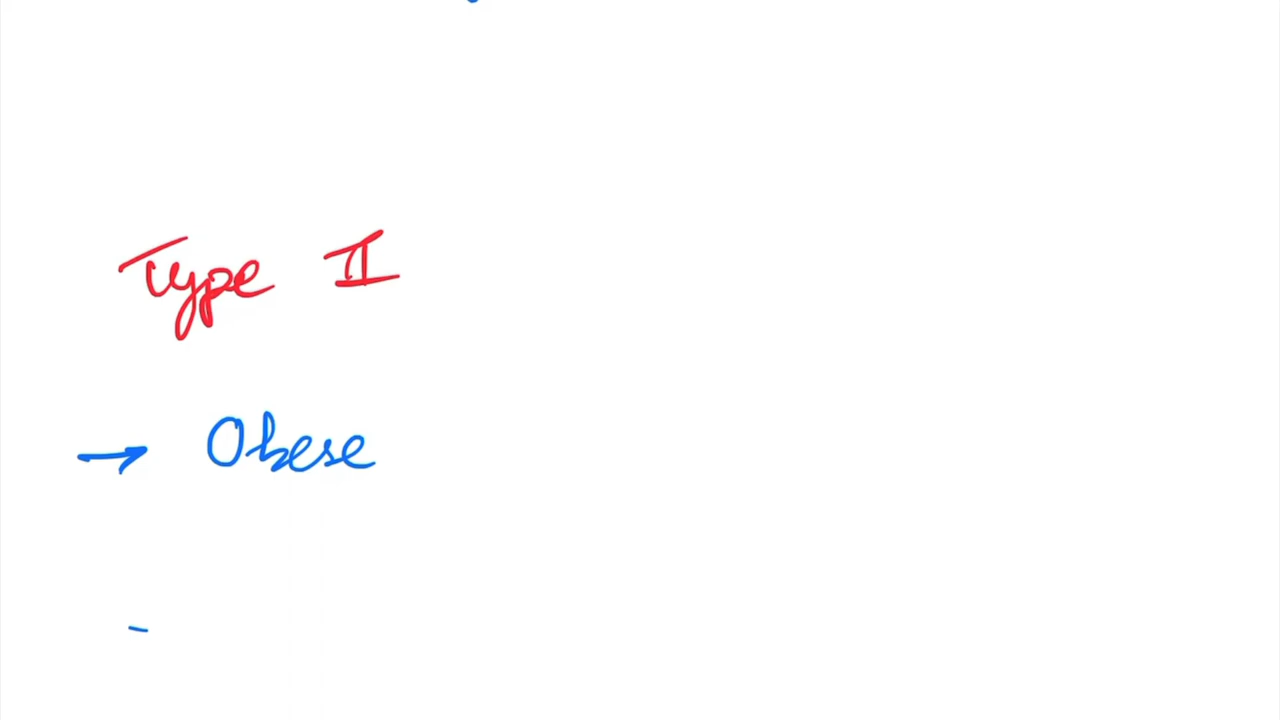 Type II
→ Obese
-